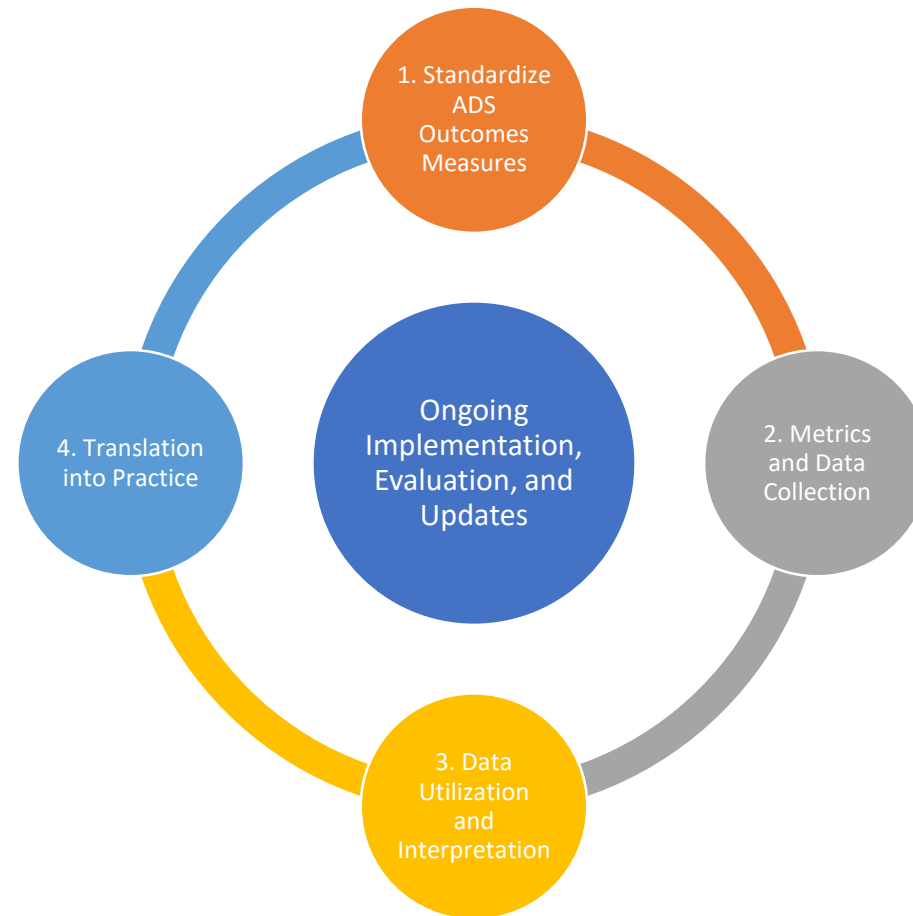 1. Standardize
ADS
Outcomes
Measures
Ongoing
Implementation,
Evaluation, and
Updates
2. Metrics
and Data
Collection
4. Translation
into Practice
3. Data
Utilization
and
Interpretation